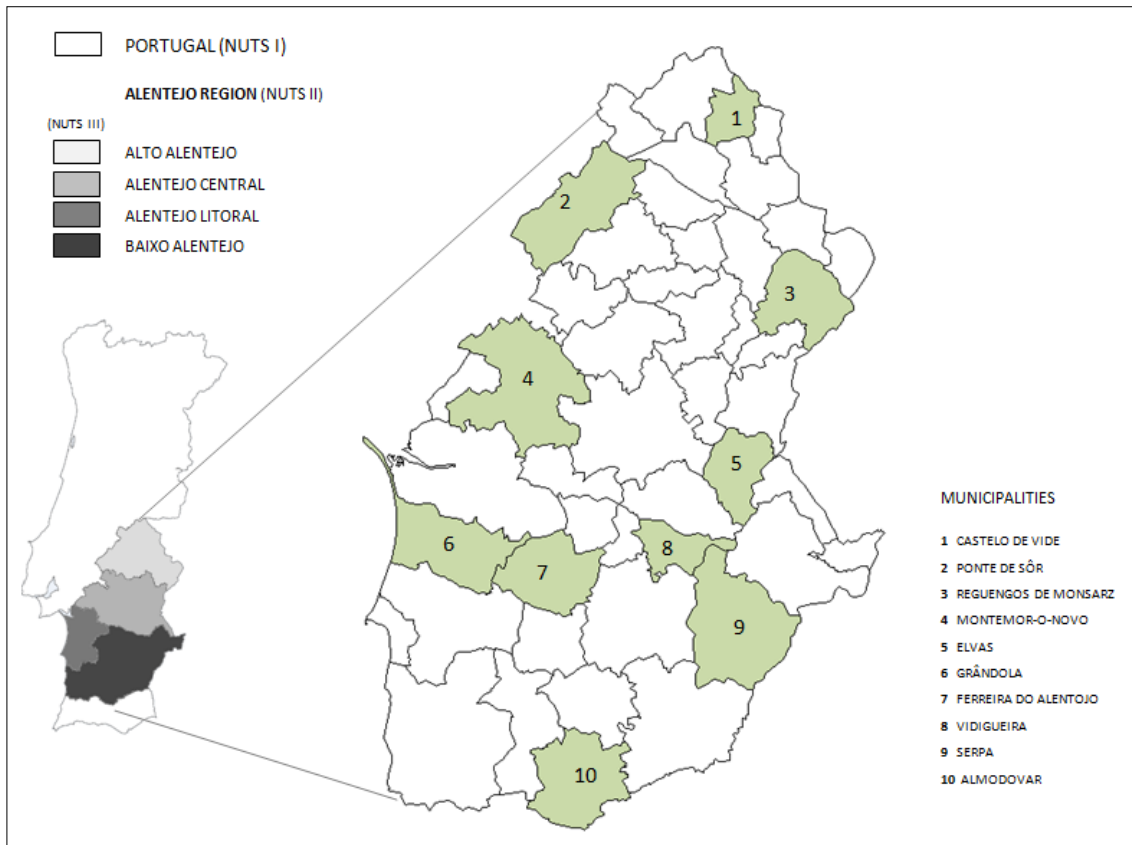 PORTUGAL (NUTS I)
ALENTEJO REGION (NUTS II)
(NUTS III)
ALTO ALENTEJO
ALENTEJO CENTRAL
ALENTEJO LITORAL
BAIXO ALENTEJO
1
2
3
4
5
6
7
8
9
10
MUNICIPALITIES
1 CASTELO DE VIDE
2 PONTE DE SÔR
3 REGUENGOS DE MONSARZ
4 MONTEMOR-O-NOVO
5 ELVAS
6 GRÂNDOLA
7 FERREIRA DO ALENTOJO
8 VIDIGUEIRA
9 SERPA
10 ALMODOVAR